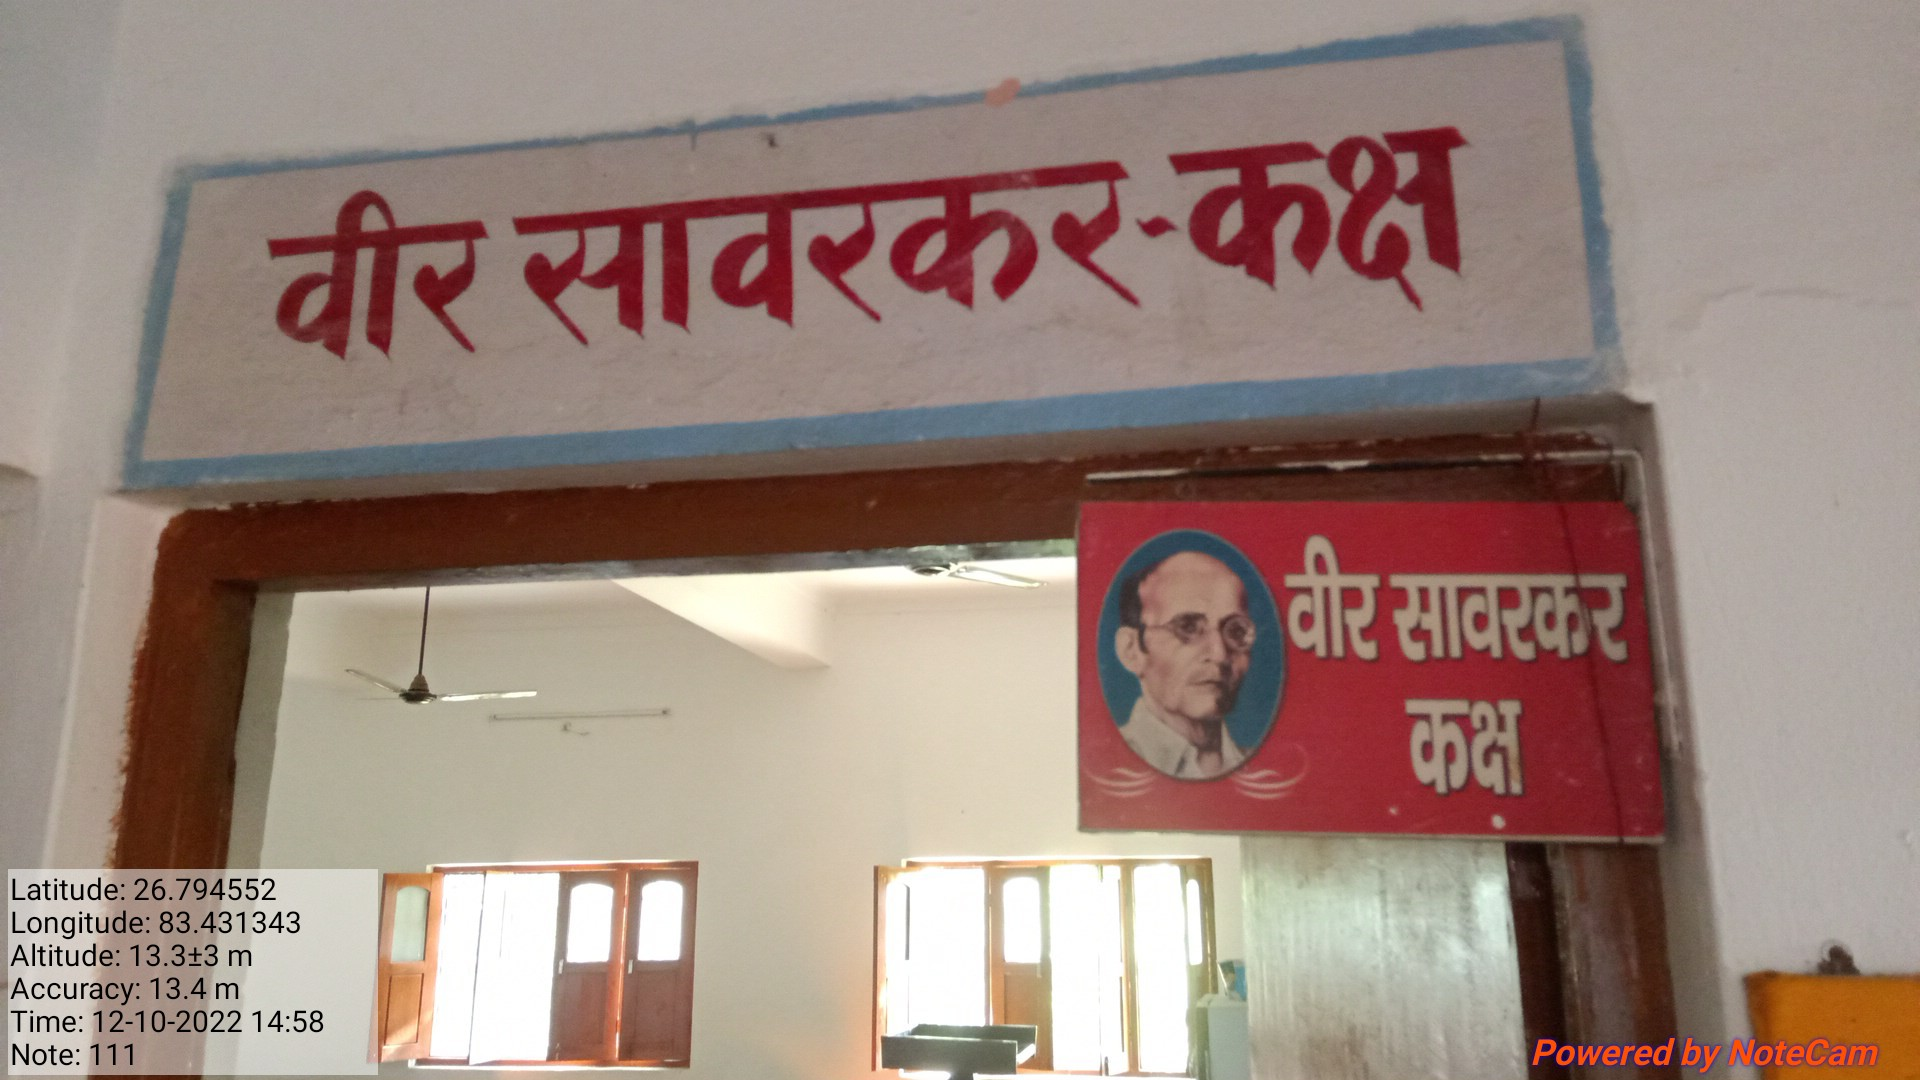 वीर सावरकर-कक्ष
वीर सावरकर
कक्ष
Latitude: 26.794552
Longitude: 83.431343
Altitude: 13.3±3 m
Accuracy: 13.4 m
Time: 12-10-2022 14:58
Note: 111
Powered by NoteCam